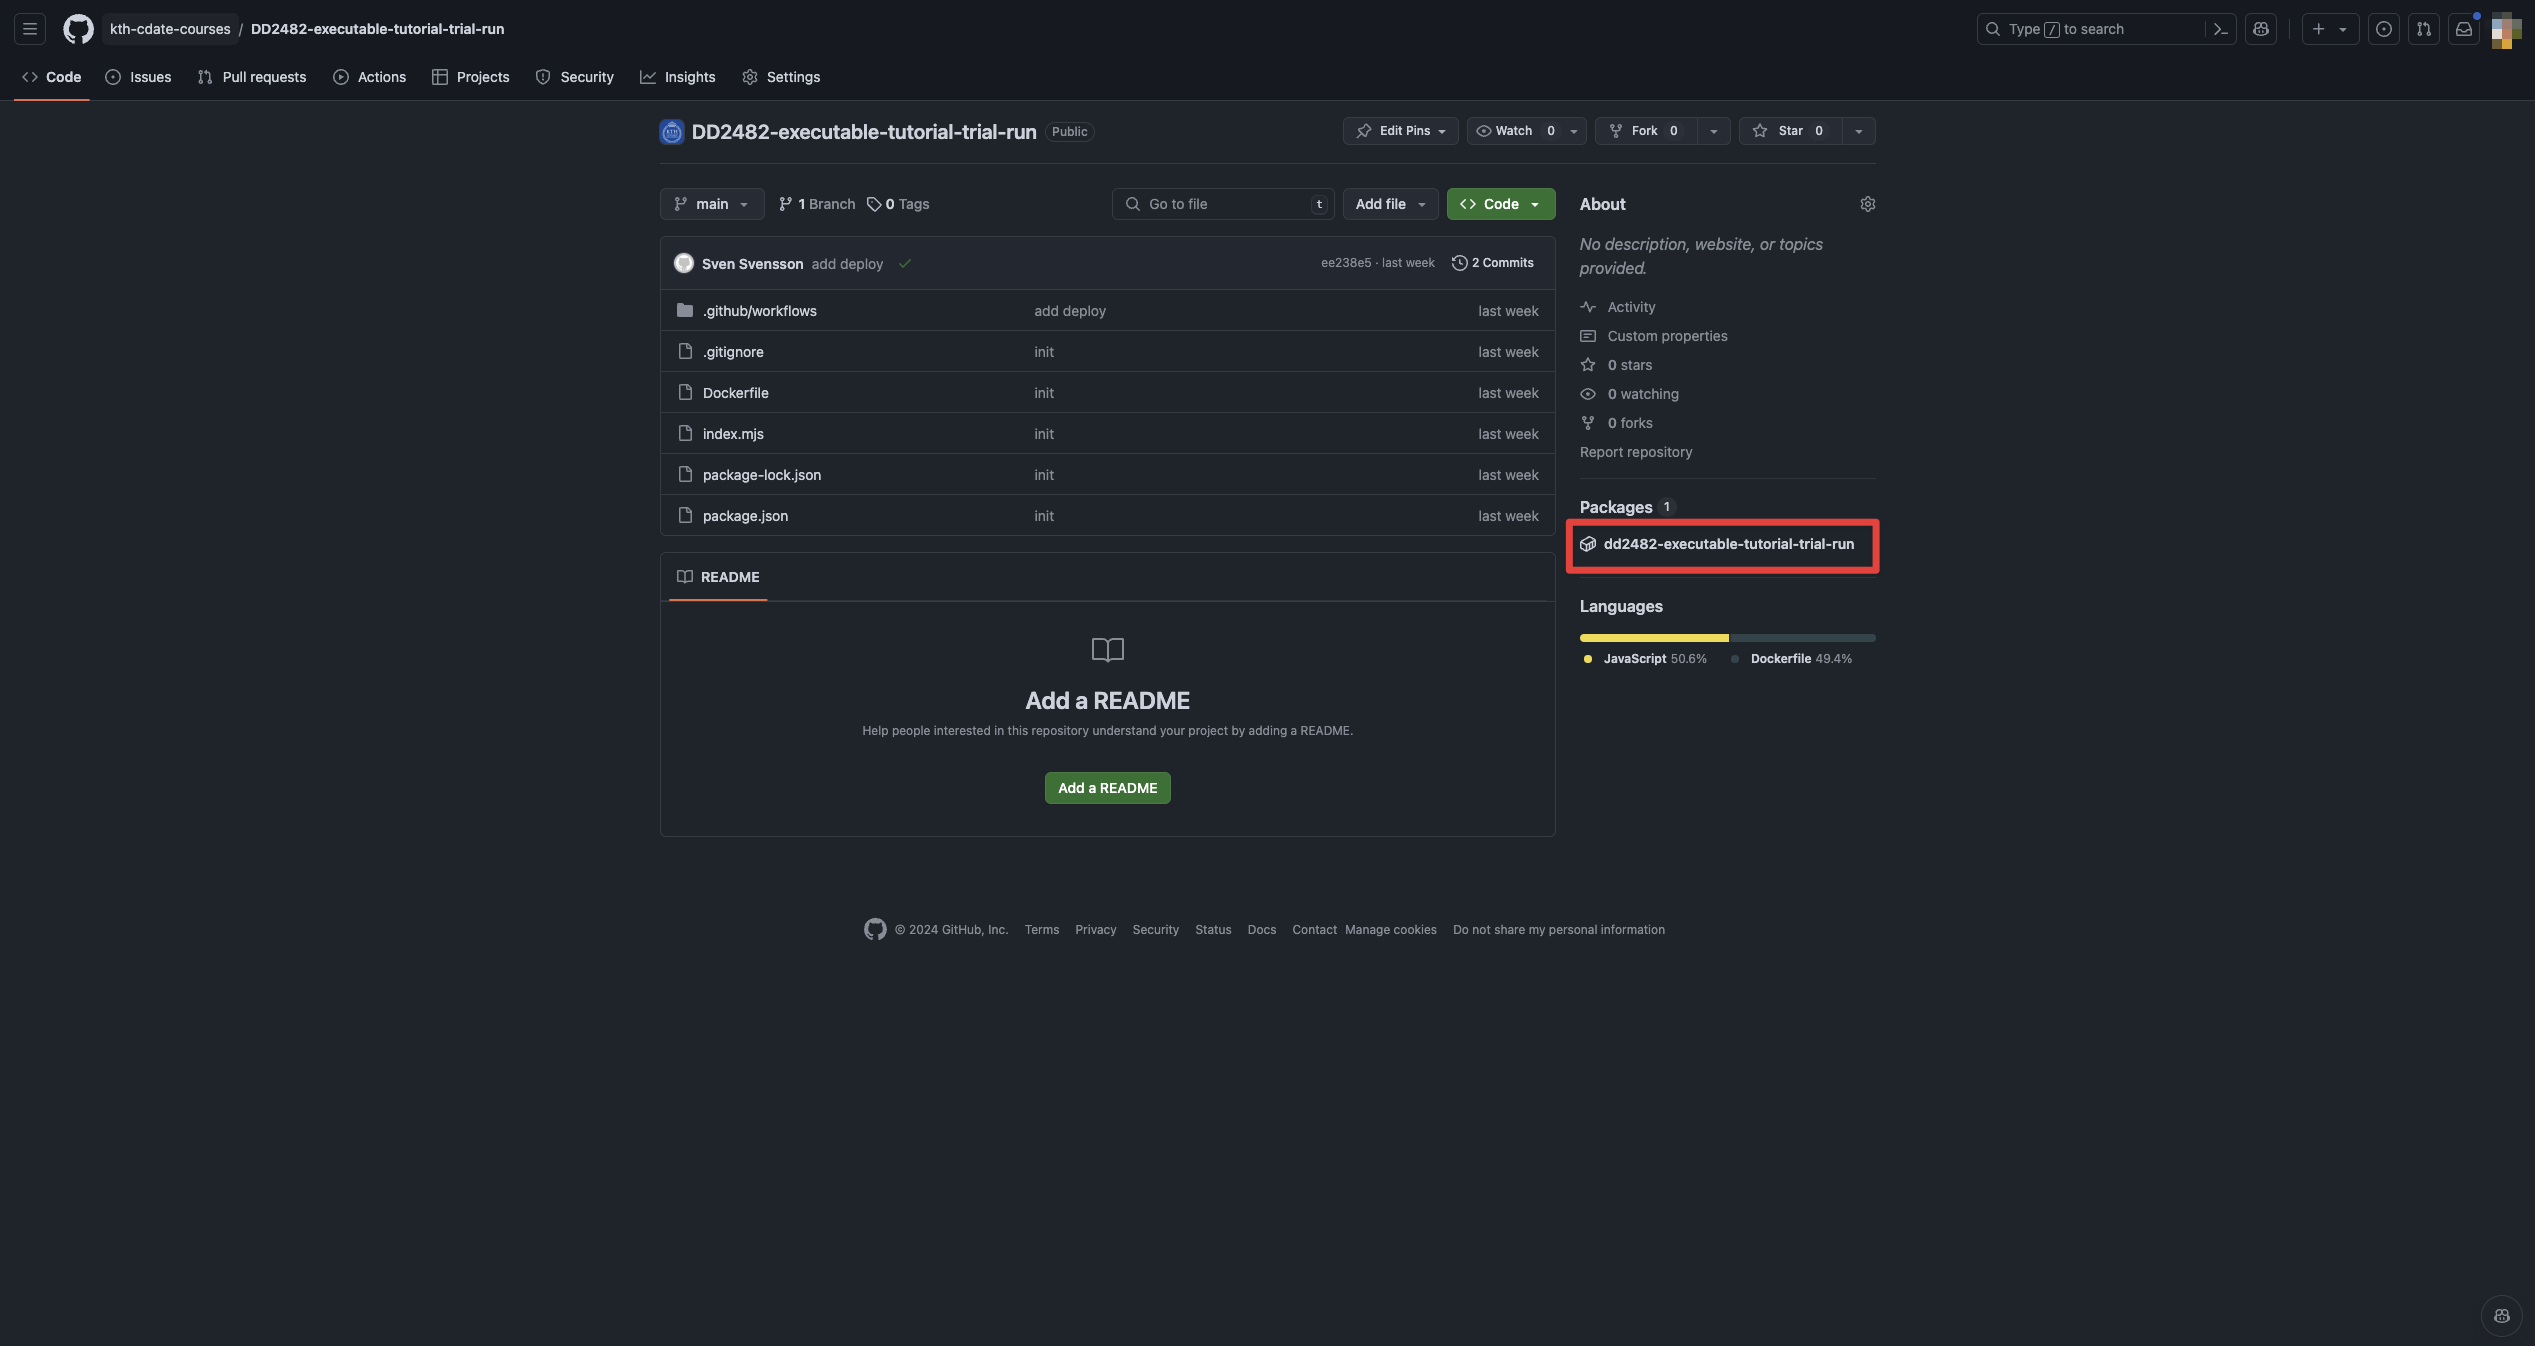 kth-cdate-courses / DD2482-executable-tutorial-trial-run
Type / to search
Code Issues Pull requests Actions Projects Security Insights Settings
DD2482-executable-tutorial-trial-run Public
Edit Pins Watch 0 Fork 0 Star 0
main 1 Branch 0 Tags
Go to file t Add file Code
Sven Svensson add deploy ee238e5 · last week 2 Commits
.github/workflows add deploy last week
.gitignore init last week
Dockerfile init last week
index.mjs init last week
package-lock.json init last week
package.json init last week
README
Add a README
Help people interested in this repository understand your project by adding a README.
Add a README
About
No description, website, or topics
provided.
Activity
Custom properties
0 stars
0 watching
0 forks
Report repository
Packages 1
dd2482-executable-tutorial-trial-run
Languages
JavaScript 50.6% Dockerfile 49.4%
© 2024 GitHub, Inc. Terms Privacy Security Status Docs Contact Manage cookies Do not share my personal information